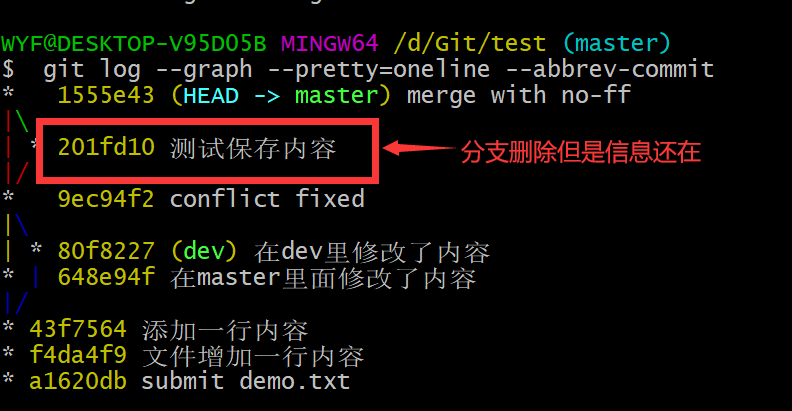 WYF@DESKTOP-V95D05B MINGW64 /d/Git/test (master)
$  git log --graph --pretty=oneline --abbrev-commit
*   1555e43 (HEAD -> master) merge with no-ff
|\
| * 201fd10 测试保存内容
分支删除但是信息还在
|/
*   9ec94f2 conflict fixed
|\
| * 80f8227 (dev) 在dev里修改了内容
* | 648e94f 在master里面修改了内容
|/
* 43f7564 添加一行内容
* f4da4f9 文件增加一行内容
* a1620db submit demo.txt